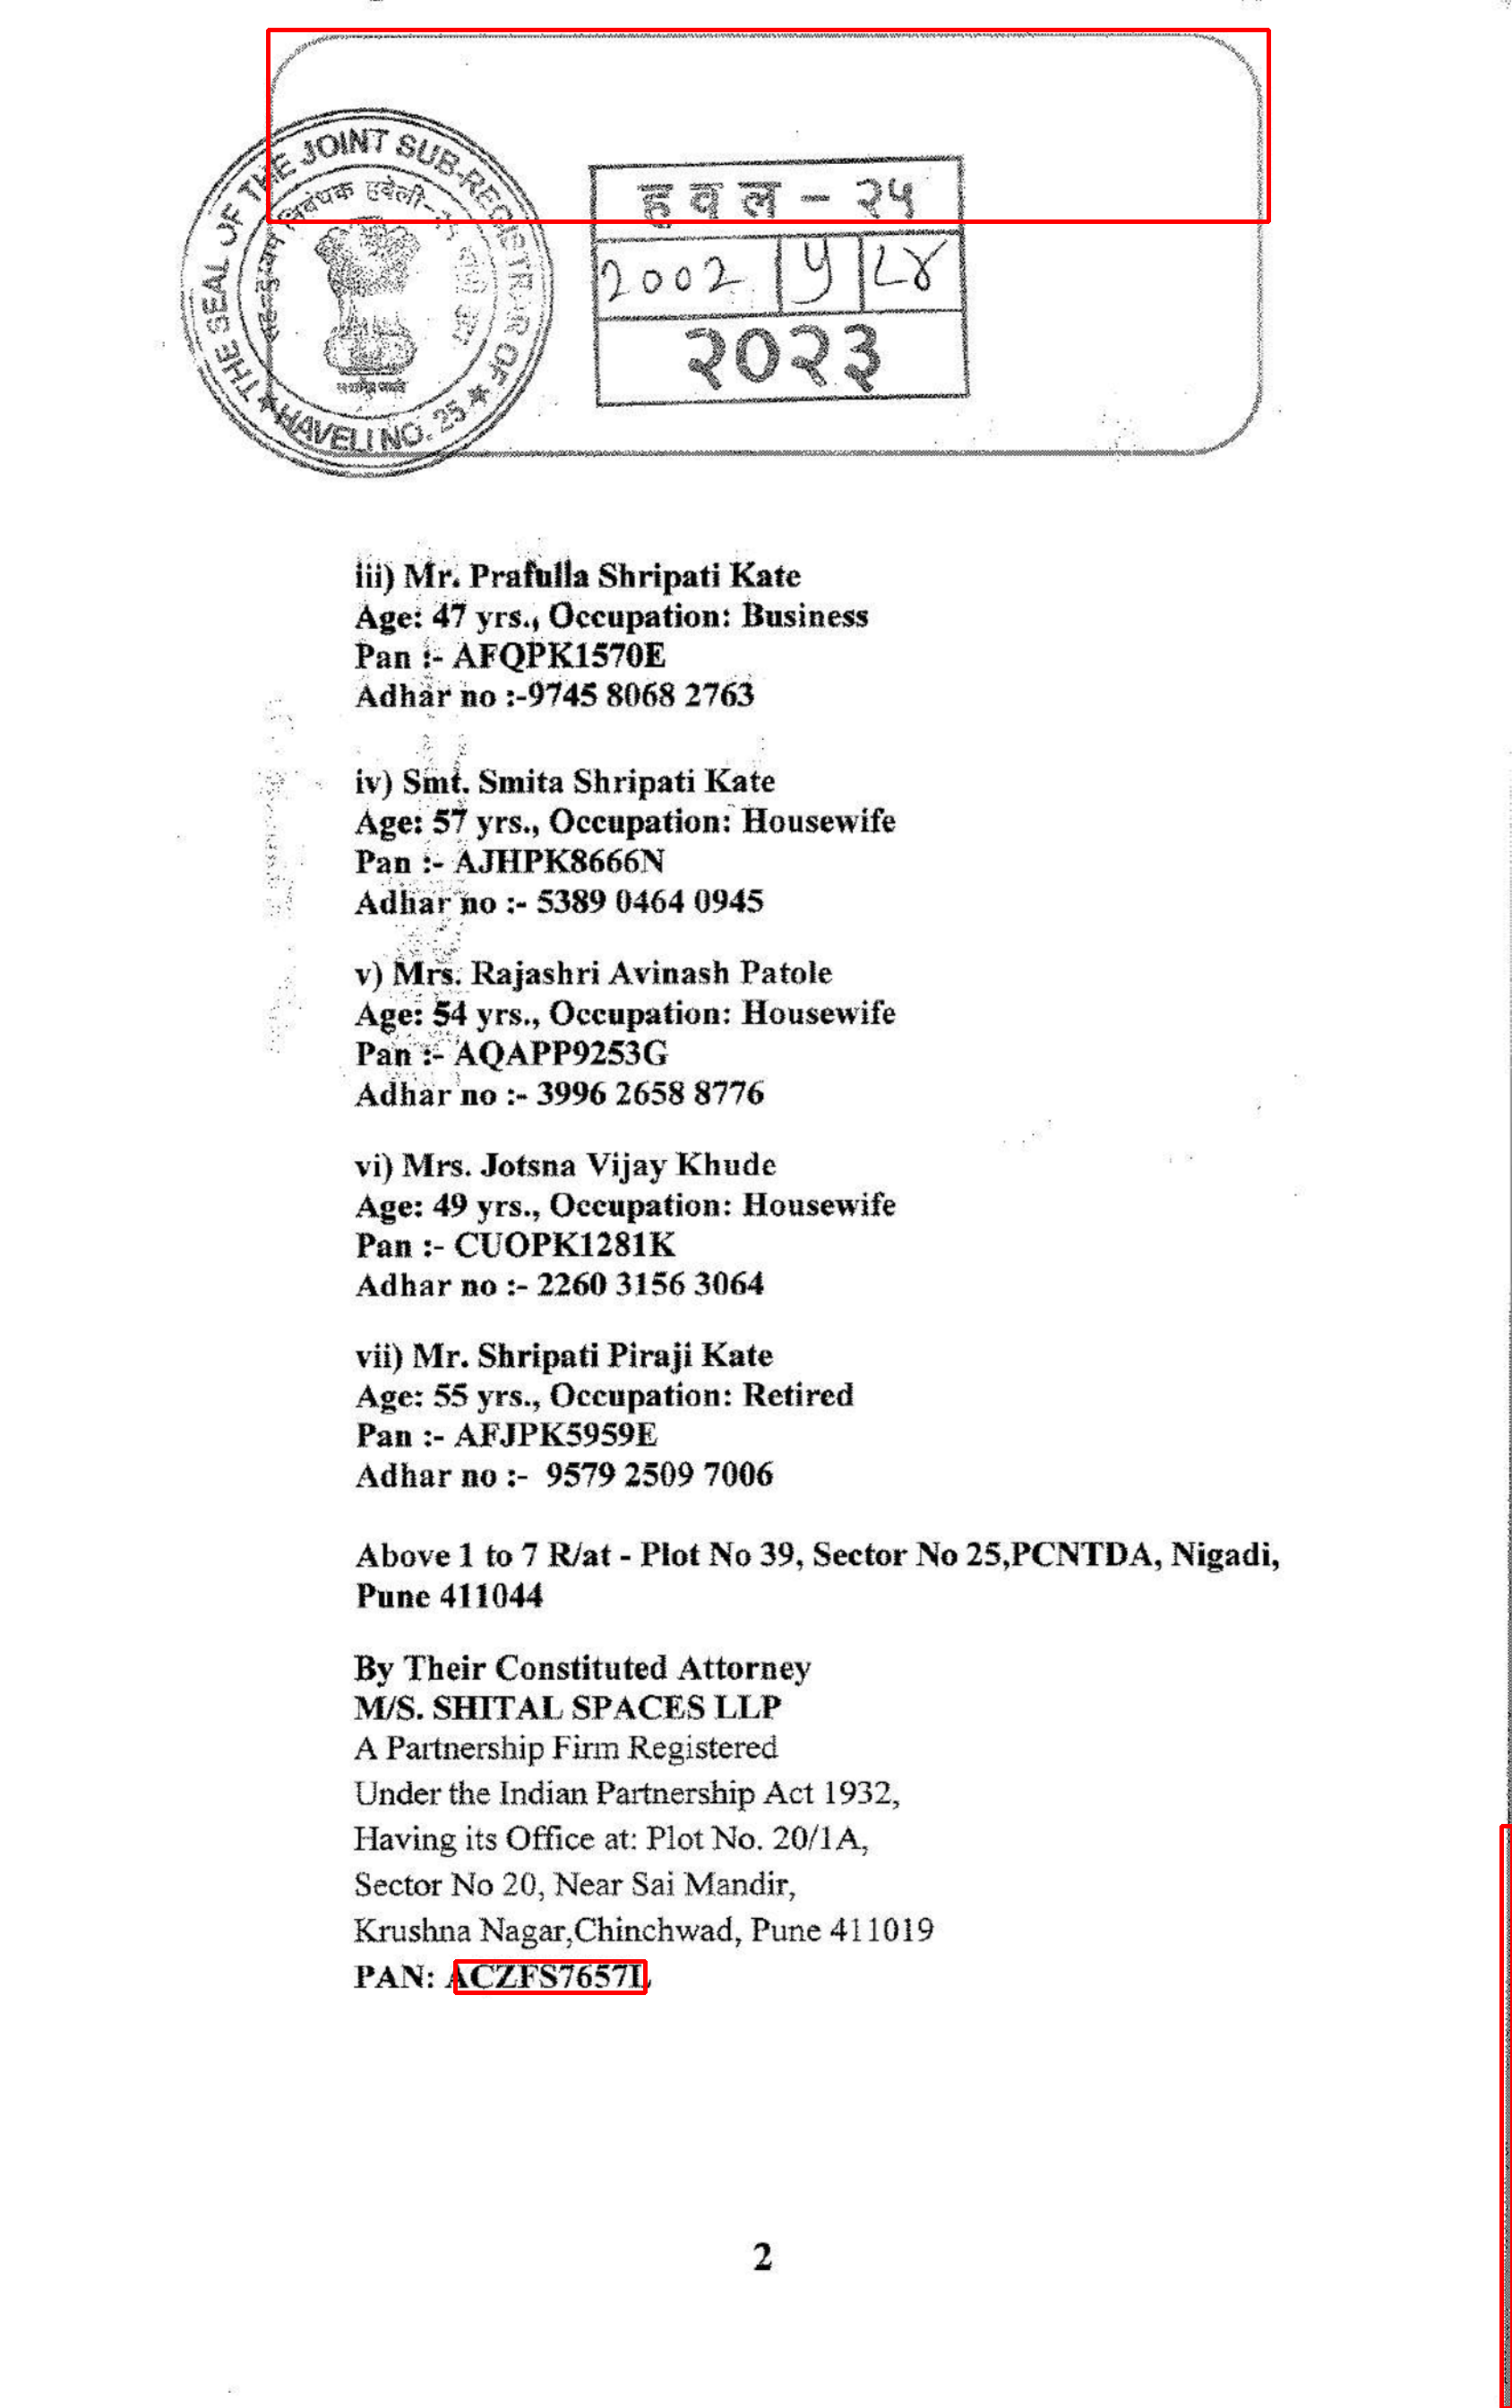 THE SEAL OF THE JOINT SUB-REGISTRAR OF
HAVELI NO. 25
हवल - २५
2002 | ५ | ८४
२०२३
iii) Mr. Prafulla Shripati Kate
Age: 47 yrs., Occupation: Business
Pan :- AFQPK1570E
Adhar no :-9745 8068 2763
iv) Smt. Smita Shripati Kate
Age: 57 yrs., Occupation: Housewife
Pan :- AJHPK8666N
Adhar no :- 5389 0464 0945
v) Mrs. Rajashri Avinash Patole
Age: 54 yrs., Occupation: Housewife
Pan :- AQAPP9253G
Adhar no :- 3996 2658 8776
vi) Mrs. Jotsna Vijay Khude
Age: 49 yrs., Occupation: Housewife
Pan :- CUOPK1281K
Adhar no :- 2260 3156 3064
vii) Mr. Shripati Piraji Kate
Age: 55 yrs., Occupation: Retired
Pan :- AFJPK5959E
Adhar no :- 9579 2509 7006
Above 1 to 7 R/at - Plot No 39, Sector No 25,PCNTDA, Nigadi,
Pune 411044
By Their Constituted Attorney
M/S. SHITAL SPACES LLP
A Partnership Firm Registered
Under the Indian Partnership Act 1932,
Having its Office at: Plot No. 20/1A,
Sector No 20, Near Sai Mandir,
Krushna Nagar,Chinchwad, Pune 411019
PAN: ACZFS7657L
2